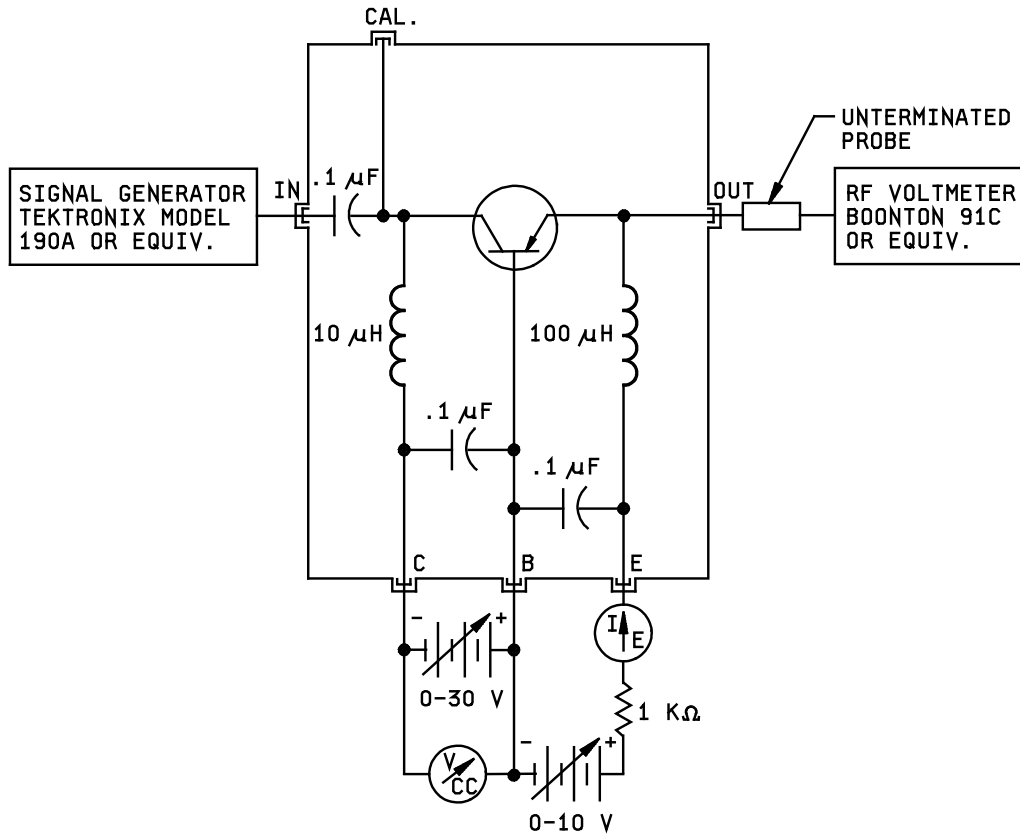 CAL.
UNTERMINATED
PROBE
SIGNAL GENERATOR
TEKTRONIX MODEL
190A OR EQUIV.
IN
.1 µF
OUT
RF VOLTMETER
BOONTON 91C
OR EQUIV.
10 µH
100 µH
.1 µF
.1 µF
C
B
E
- +
I E
0-30 V
1 KΩ
- +
V CC
0-10 V